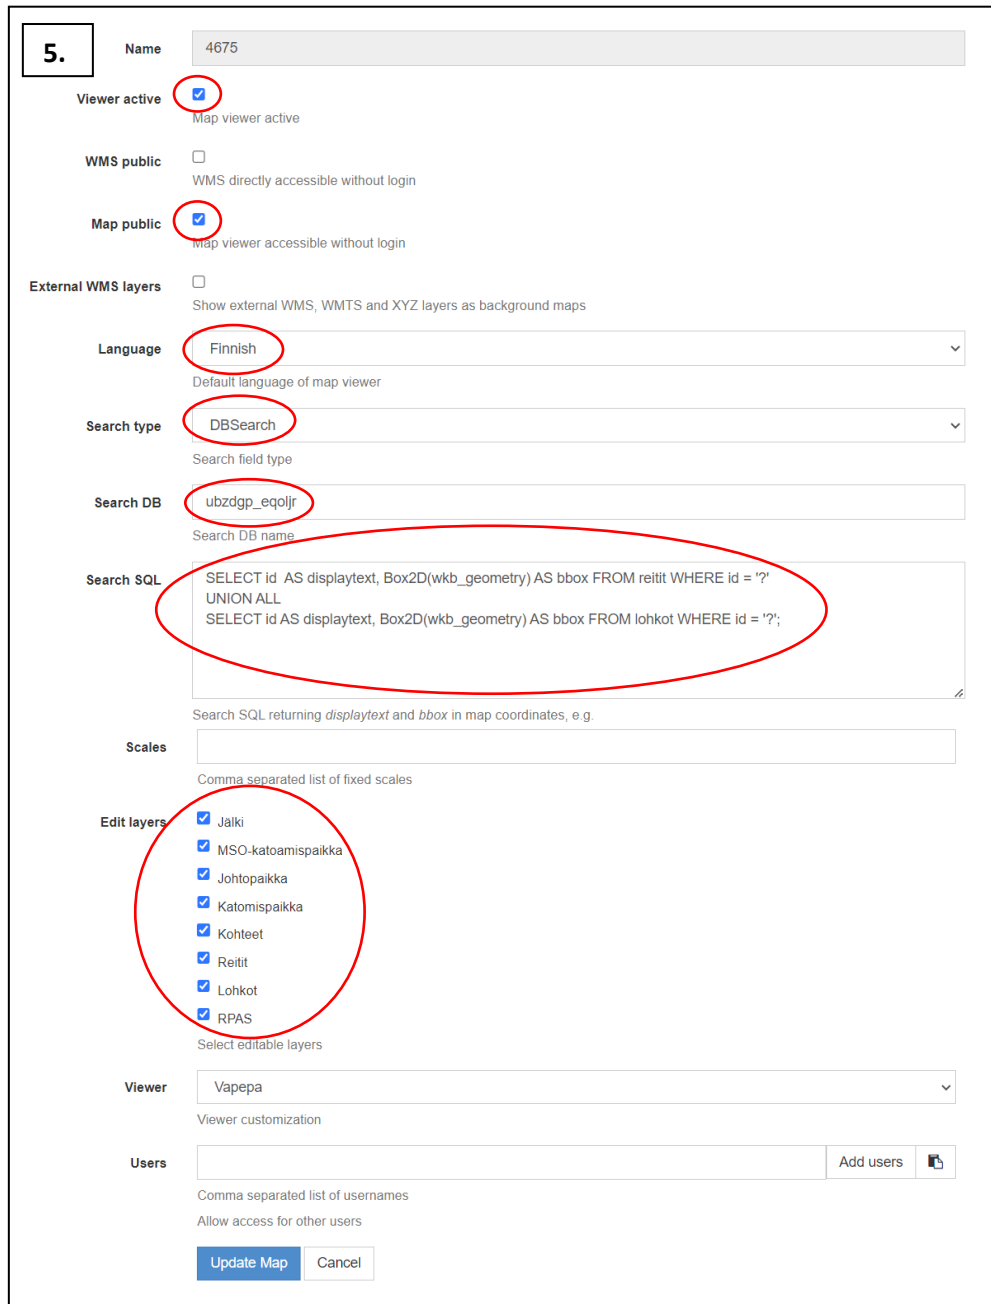 5.
Name 4675
Viewer active
Map viewer active
WMS public
WMS directly accessible without login
Map public
Map viewer accessible without login
External WMS layers
Show external WMS, WMTS and XYZ layers as background maps
Language Finnish
Default language of map viewer
Search type DBSearch
Search field type
Search DB ubzdgp_eqoljr
Search DB name
Search SQL SELECT id  AS displaytext, Box2D(wkb_geometry) AS bbox FROM reitit WHERE id = '?'
UNION ALL
SELECT id AS displaytext, Box2D(wkb_geometry) AS bbox FROM lohkot WHERE id = '?';
Search SQL returning displaytext and bbox in map coordinates, e.g.
Scales
Comma separated list of fixed scales
Edit layers Jälki
MSO-katoamispaikka
Johtopaikka
Katomispaikka
Kohteet
Reitit
Lohkot
RPAS
Select editable layers
Viewer Vapepa
Viewer customization
Users Add users
Comma separated list of usernames
Allow access for other users
Update Map Cancel